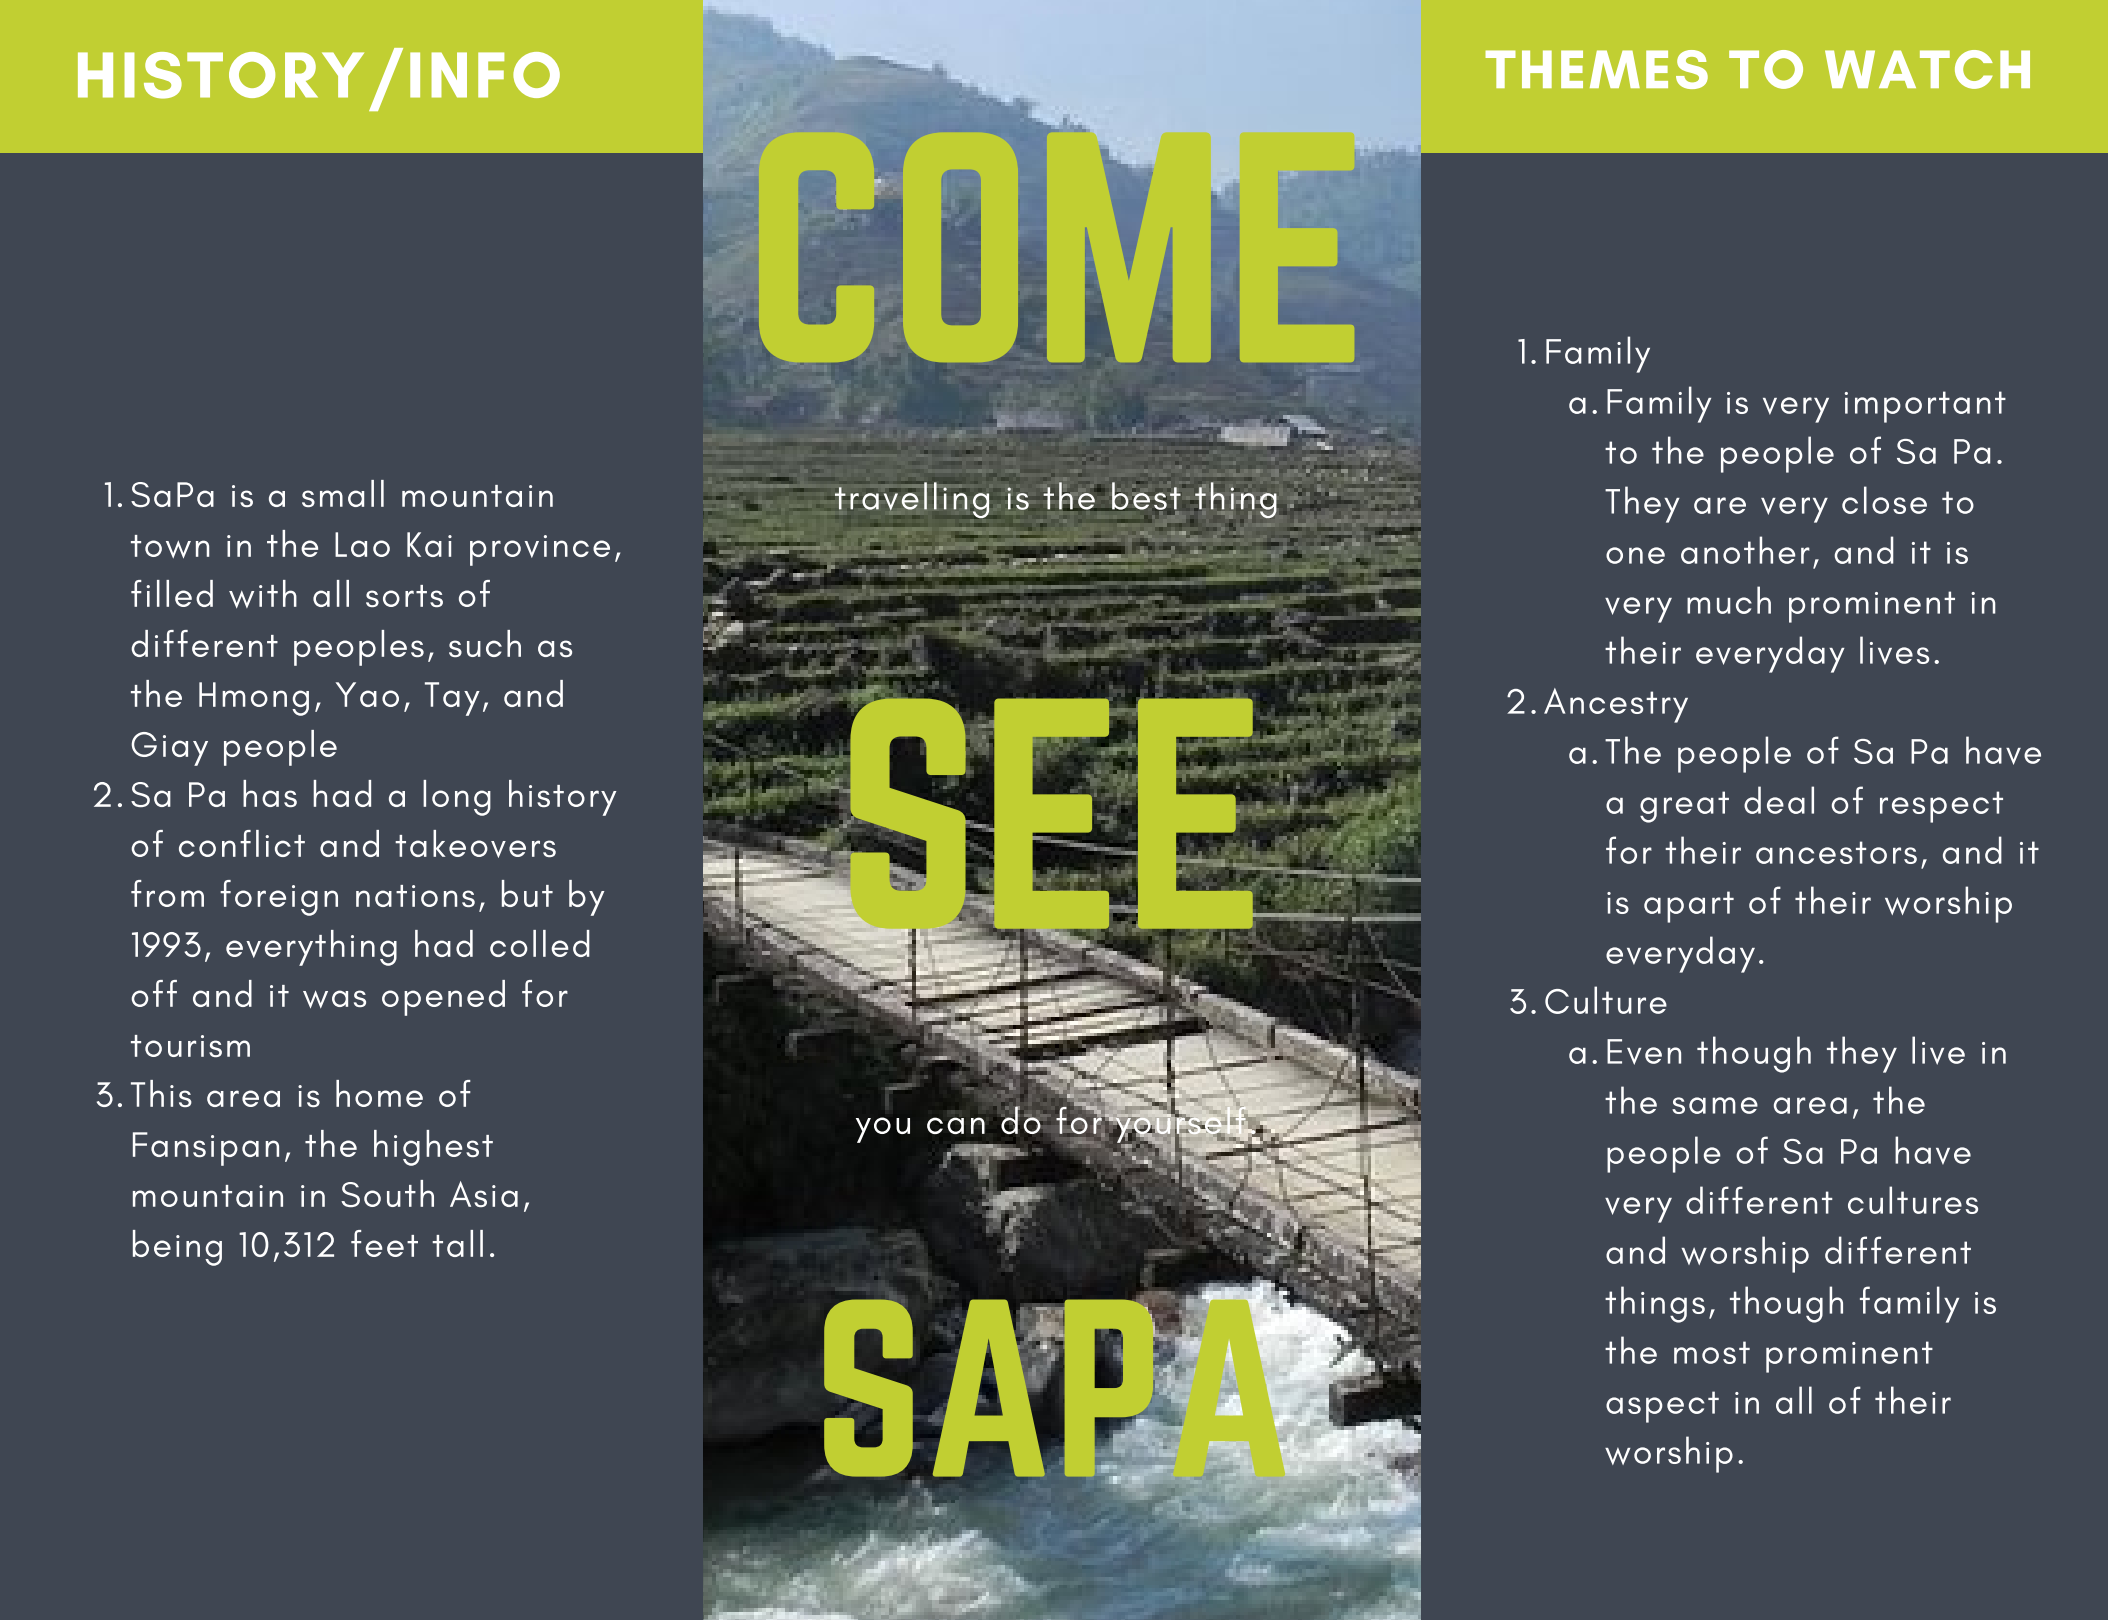 HISTORY/INFO
1. SaPa is a small mountain
town in the Lao Kai province,
filled with all sorts of
different peoples, such as
the Hmong, Yao, Tay, and
Giay people
2. Sa Pa has had a long history
of conflict and takeovers
from foreign nations, but by
1993, everything had colled
off and it was opened for
tourism
3. This area is home of
Fansipan, the highest
mountain in South Asia,
being 10,312 feet tall.
COME
travelling is the best thing
SEE
you can do for yourself.
SAPA
THEMES TO WATCH
1. Family
a. Family is very important
to the people of Sa Pa.
They are very close to
one another, and it is
very much prominent in
their everyday lives.
2. Ancestry
a. The people of Sa Pa have
a great deal of respect
for their ancestors, and it
is apart of their worship
everyday.
3. Culture
a. Even though they live in
the same area, the
people of Sa Pa have
very different cultures
and worship different
things, though family is
the most prominent
aspect in all of their
worship.